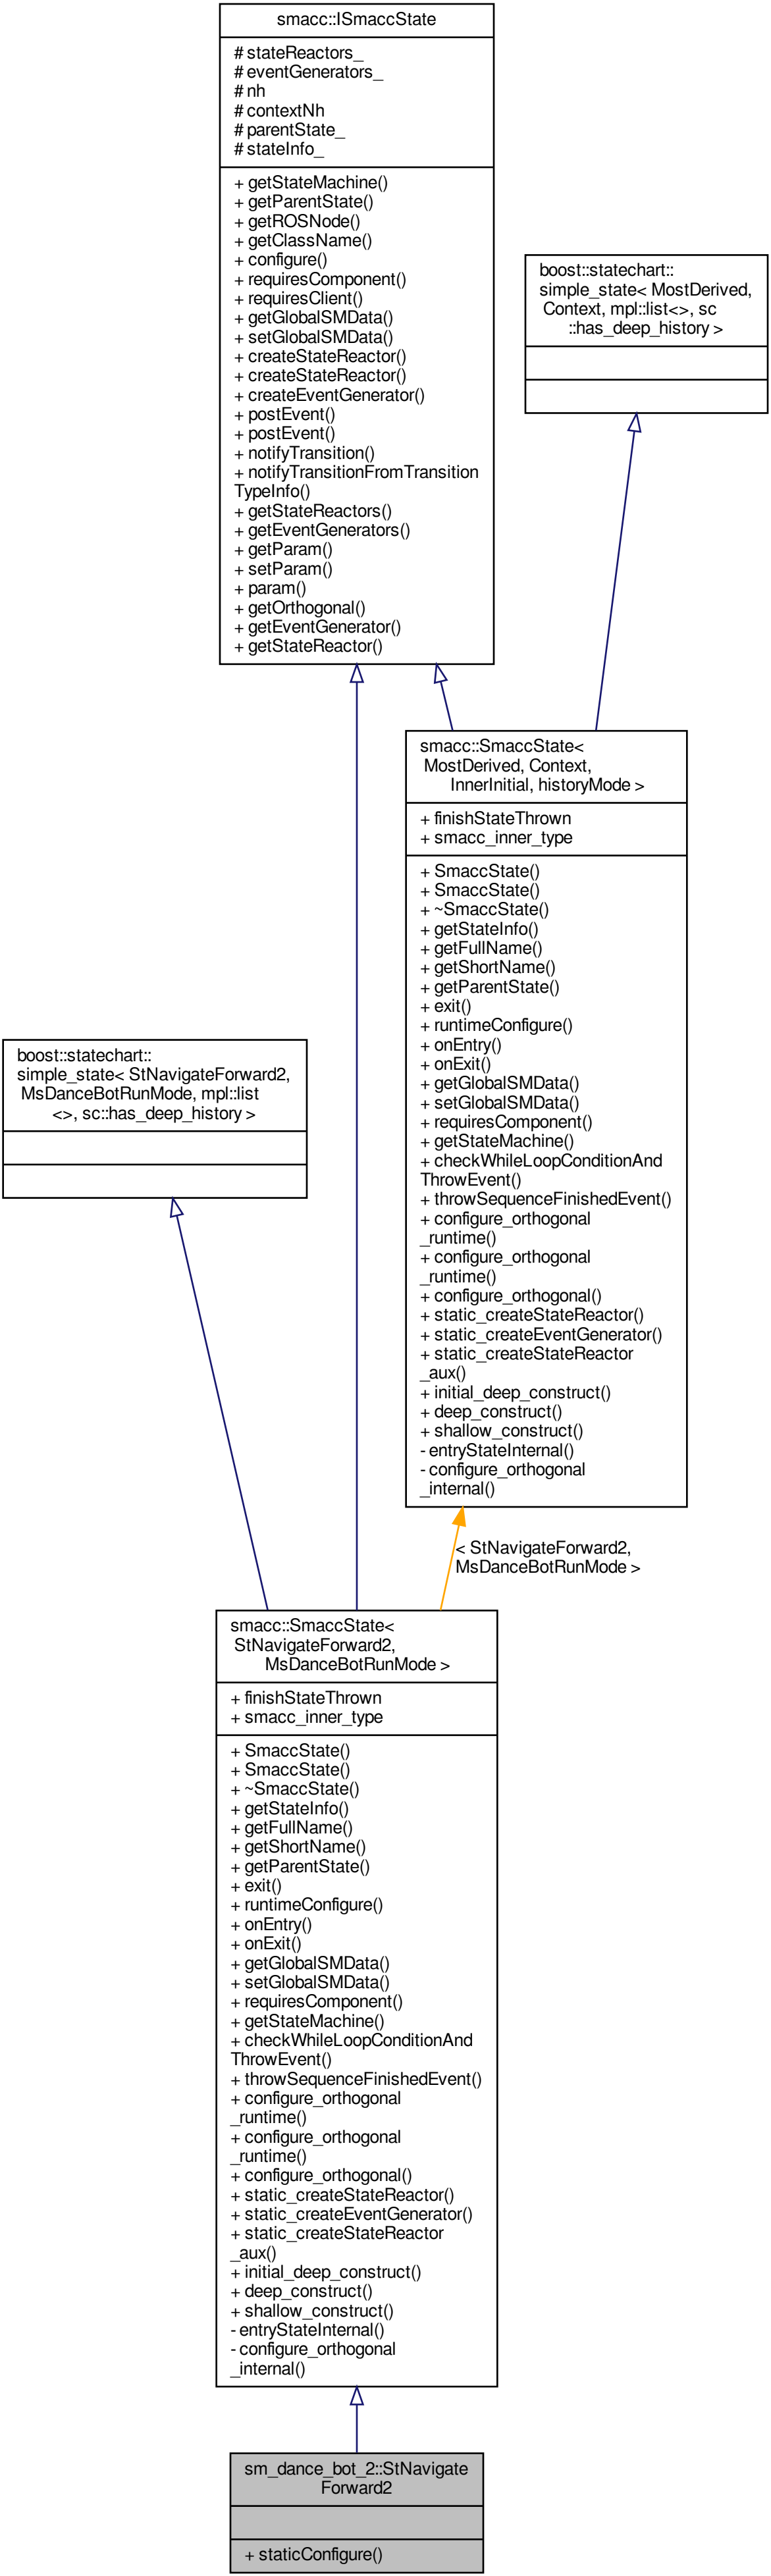 smacc::ISmaccState
# stateReactors_
# eventGenerators_
# nh
# contextNh
# parentState_
# stateInfo_
+ getStateMachine()
+ getParentState()
+ getROSNode()
+ getClassName()
+ configure()
+ requiresComponent()
+ requiresClient()
+ getGlobalSMData()
+ setGlobalSMData()
+ createStateReactor()
+ createStateReactor()
+ createEventGenerator()
+ postEvent()
+ postEvent()
+ notifyTransition()
+ notifyTransitionFromTransition
TypeInfo()
+ getStateReactors()
+ getEventGenerators()
+ getParam()
+ setParam()
+ param()
+ getOrthogonal()
+ getEventGenerator()
+ getStateReactor()
boost::statechart::
simple_state< MostDerived,
Context, mpl::list<>, sc
::has_deep_history >
smacc::SmaccState<
MostDerived, Context,
InnerInitial, historyMode >
+ finishStateThrown
+ smacc_inner_type
+ SmaccState()
+ SmaccState()
+ ~SmaccState()
+ getStateInfo()
+ getFullName()
+ getShortName()
+ getParentState()
+ exit()
+ runtimeConfigure()
+ onEntry()
+ onExit()
+ getGlobalSMData()
+ setGlobalSMData()
+ requiresComponent()
+ getStateMachine()
+ checkWhileLoopConditionAnd
ThrowEvent()
+ throwSequenceFinishedEvent()
+ configure_orthogonal
_runtime()
+ configure_orthogonal
_runtime()
+ configure_orthogonal()
+ static_createStateReactor()
+ static_createEventGenerator()
+ static_createStateReactor
_aux()
+ initial_deep_construct()
+ deep_construct()
+ shallow_construct()
- entryStateInternal()
- configure_orthogonal
_internal()
boost::statechart::
simple_state< StNavigateForward2,
MsDanceBotRunMode, mpl::list
<>, sc::has_deep_history >
< StNavigateForward2,
MsDanceBotRunMode >
smacc::SmaccState<
StNavigateForward2,
MsDanceBotRunMode >
+ finishStateThrown
+ smacc_inner_type
+ SmaccState()
+ SmaccState()
+ ~SmaccState()
+ getStateInfo()
+ getFullName()
+ getShortName()
+ getParentState()
+ exit()
+ runtimeConfigure()
+ onEntry()
+ onExit()
+ getGlobalSMData()
+ setGlobalSMData()
+ requiresComponent()
+ getStateMachine()
+ checkWhileLoopConditionAnd
ThrowEvent()
+ throwSequenceFinishedEvent()
+ configure_orthogonal
_runtime()
+ configure_orthogonal
_runtime()
+ configure_orthogonal()
+ static_createStateReactor()
+ static_createEventGenerator()
+ static_createStateReactor
_aux()
+ initial_deep_construct()
+ deep_construct()
+ shallow_construct()
- entryStateInternal()
- configure_orthogonal
_internal()
sm_dance_bot_2::StNavigate
Forward2
+ staticConfigure()